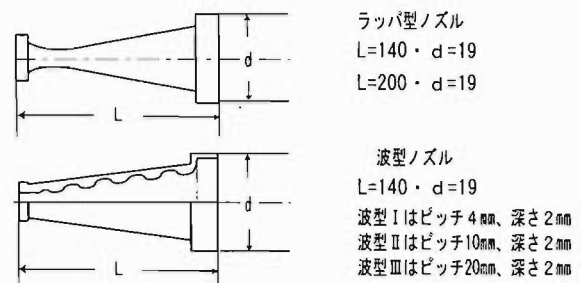 ラッパ型ノズル
L=140・d=19
L=200・d=19
d
L
波型ノズル
L=140・d=19
波型Ⅰはピッチ4㎜、深さ2㎜
波型Ⅱはピッチ10㎜、深さ2㎜
波型Ⅲはピッチ20㎜、深さ2㎜
d
L